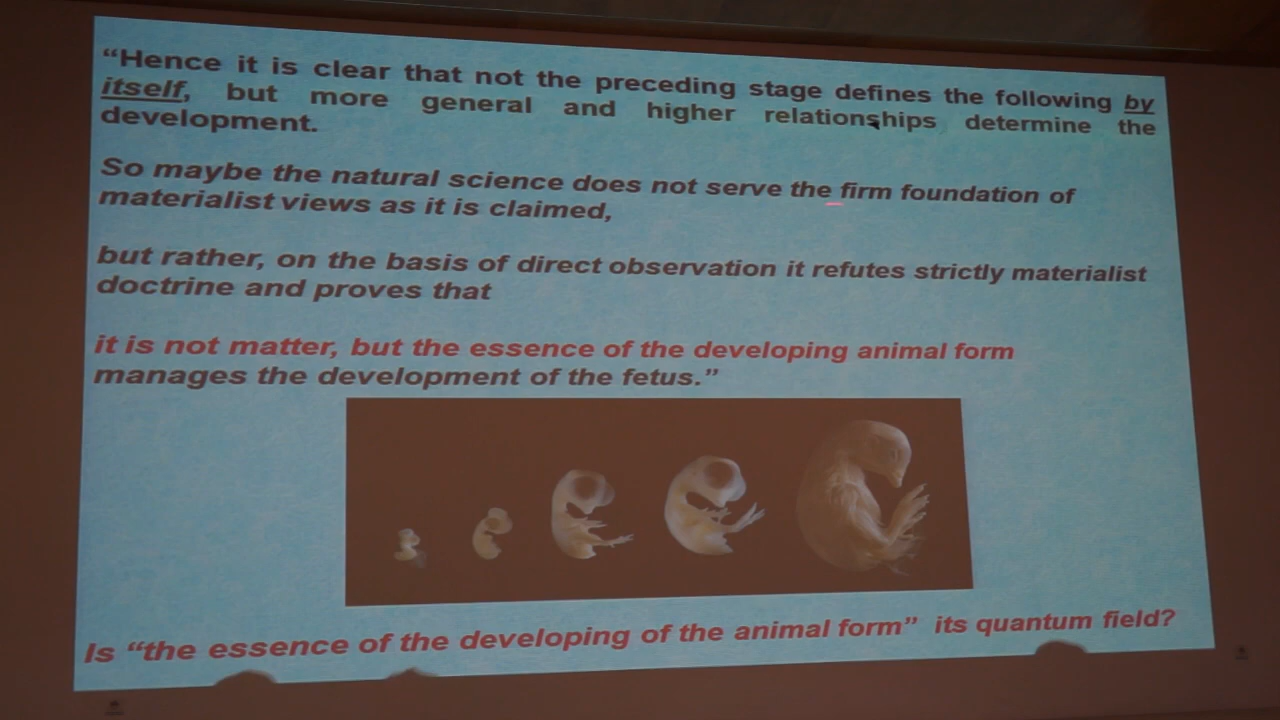 “Hence it is clear that not the preceding stage defines the following by
itself, but more general and higher relationships determine the
development.
So maybe the natural science does not serve the firm foundation of
materialist views as it is claimed,
but rather, on the basis of direct observation it refutes strictly materialist
doctrine and proves that
it is not matter, but the essence of the developing animal form
manages the development of the fetus.”
Is “the essence of the developing of the animal form” its quantum field?